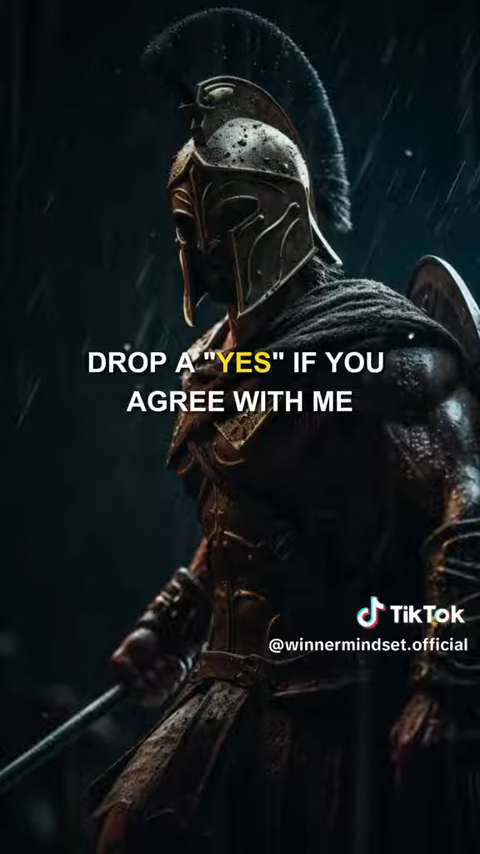 DROP A "YES" IF YOU
AGREE WITH ME
TikTok
@winnermindset.official